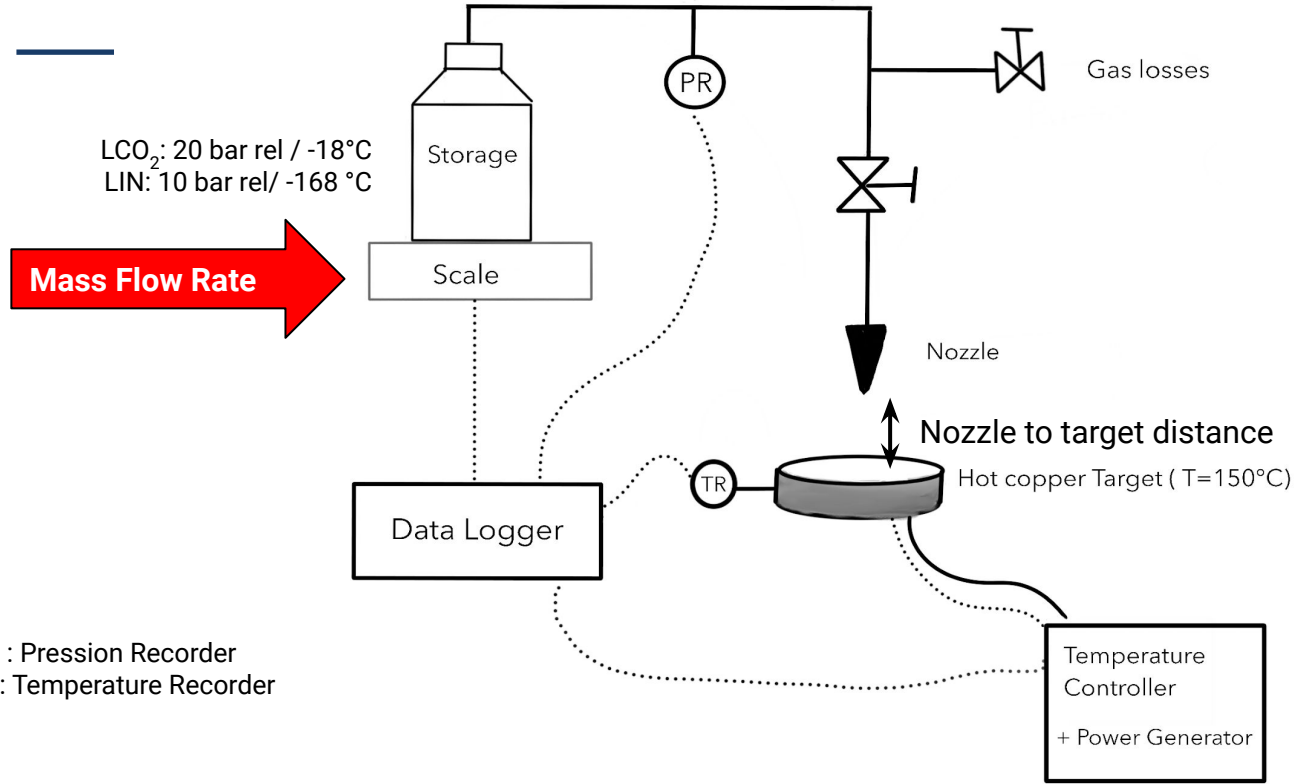 PR
Gas losses
LCO₂: 20 bar rel / -18°C
LIN: 10 bar rel/ -168 °C
Storage
Mass Flow Rate
Scale
Nozzle
Nozzle to target distance
TR
Hot copper Target ( T=150°C)
Data Logger
: Pression Recorder
: Temperature Recorder
Temperature
Controller
+ Power Generator